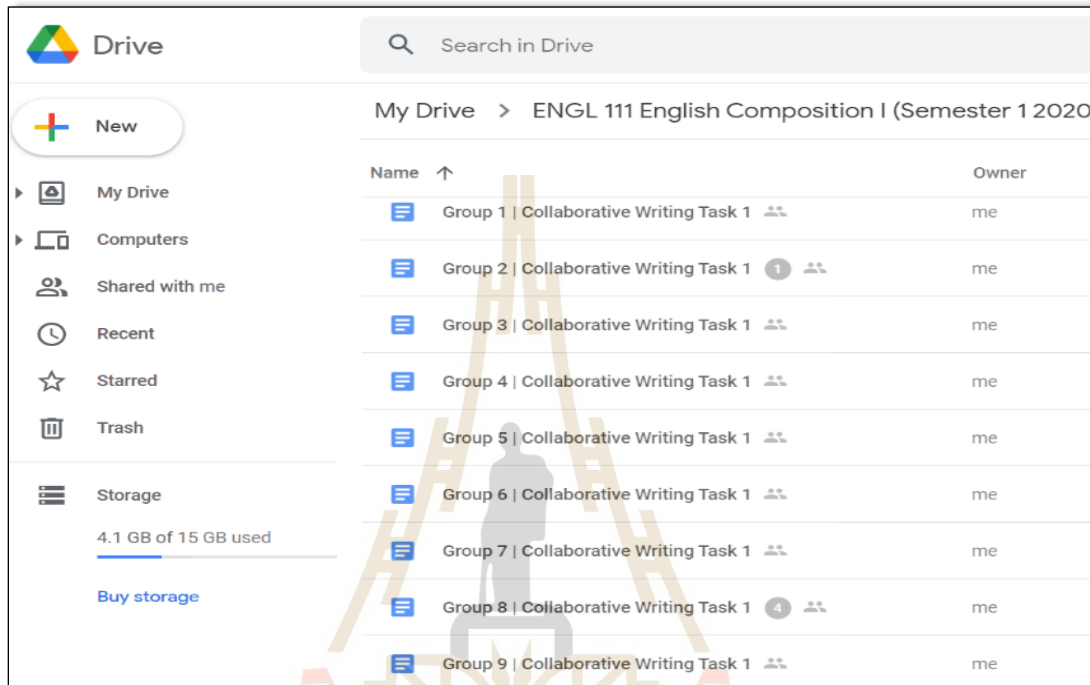 Drive
Search in Drive
New
My Drive > ENGL 111 English Composition I (Semester 1 2020
Name ↑ Owner
My Drive
Computers
Shared with me
Recent
Starred
Trash
Storage
4.1 GB of 15 GB used
Buy storage
Group 1 | Collaborative Writing Task 1 me
Group 2 | Collaborative Writing Task 1 1 me
Group 3 | Collaborative Writing Task 1 me
Group 4 | Collaborative Writing Task 1 me
Group 5 | Collaborative Writing Task 1 me
Group 6 | Collaborative Writing Task 1 me
Group 7 | Collaborative Writing Task 1 me
Group 8 | Collaborative Writing Task 1 4 me
Group 9 | Collaborative Writing Task 1 me